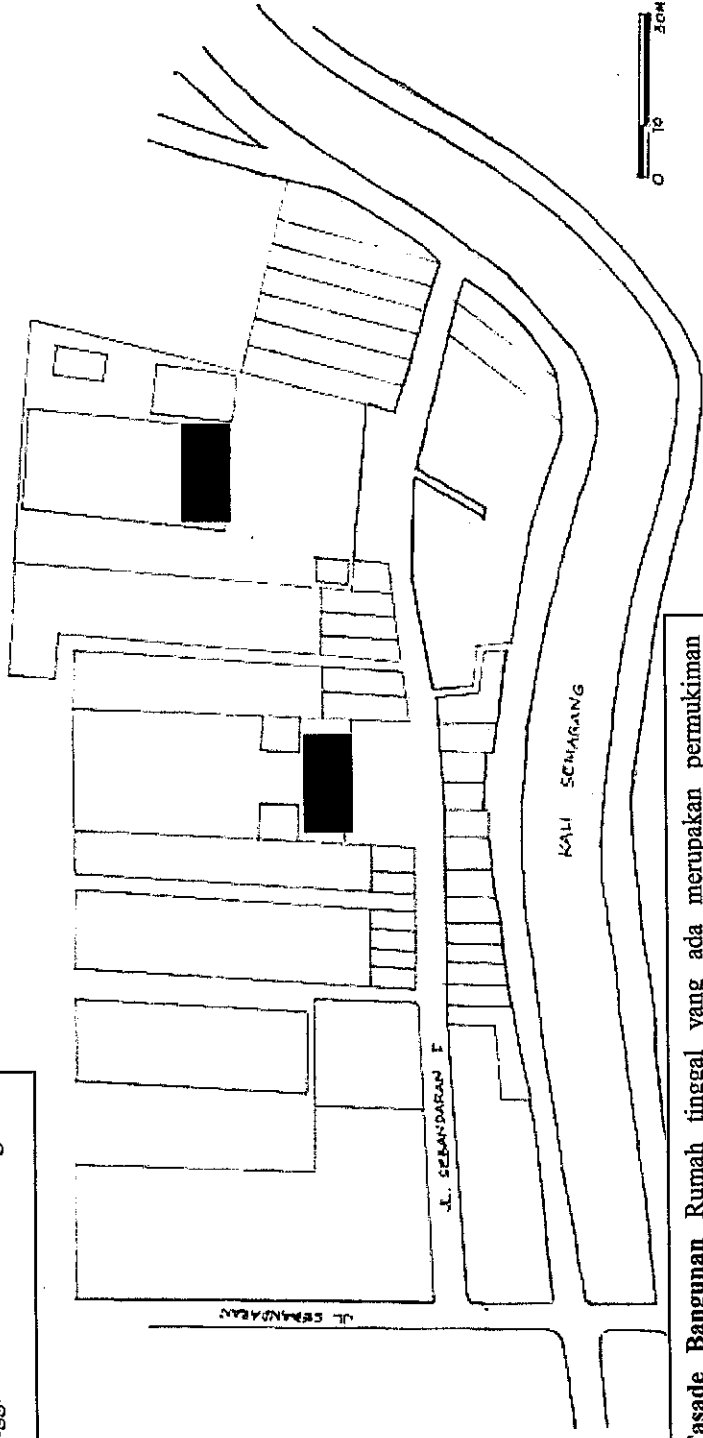 JL SEBANDARAN
JL. SEBANDARAN I
KALI SEMARANG
0 10 30M
Fasade Bangunan Rumah tinggal yang ada merupakan permukiman